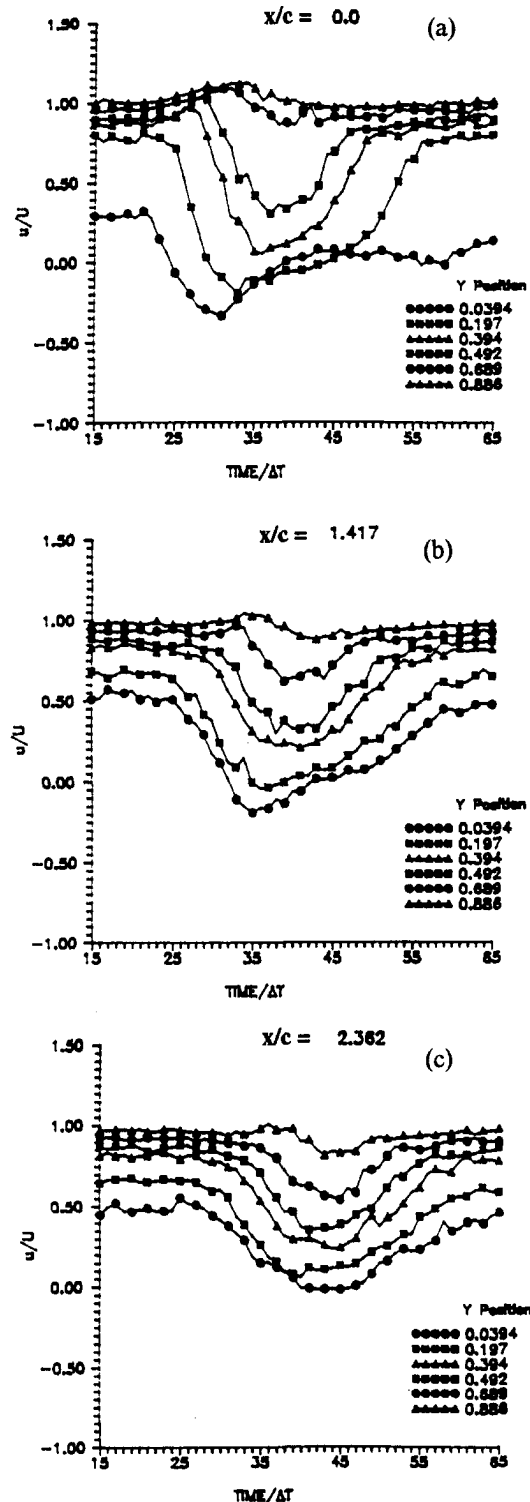 x/c = 0.0 (a)
1.50
1.00
0.50
0.00
-0.50
-1.00
u/U
Y Position
0.0394
0.197
0.394
0.492
0.689
0.886
15 25 35 45 55 65
TIME/ΔT
x/c = 1.417 (b)
1.50
1.00
0.50
0.00
-0.50
-1.00
u/U
Y Position
0.0394
0.197
0.394
0.492
0.689
0.886
15 25 35 45 55 65
TIME/ΔT
x/c = 2.362 (c)
1.50
1.00
0.50
0.00
-0.50
-1.00
u/U
Y Position
0.0394
0.197
0.394
0.492
0.689
0.886
15 25 35 45 55 65
TIME/ΔT